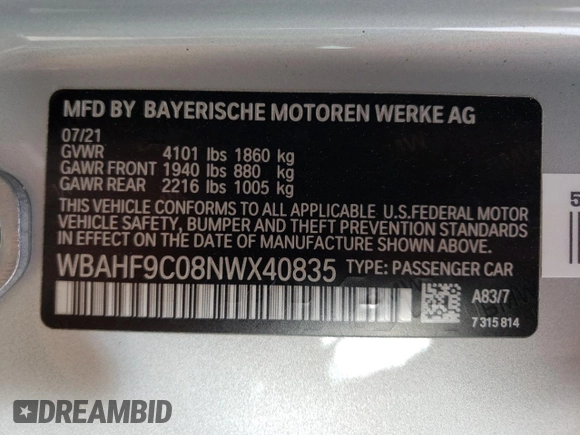 MFD BY BAYERISCHE MOTOREN WERKE AG
07/21
GVWR 4101 lbs 1860 kg
GAWR FRONT 1940 lbs 880 kg
GAWR REAR 2216 lbs 1005 kg
THIS VEHICLE CONFORMS TO ALL APPLICABLE U.S.FEDERAL MOTOR
VEHICLE SAFETY, BUMPER AND THEFT PREVENTION STANDARDS
IN EFFECT ON THE DATE OF MANUFACTURE SHOWN ABOVE.
WBAHF9C08NWX40835 TYPE: PASSENGER CAR
A83/7
7 315 814
5
DREAMBID